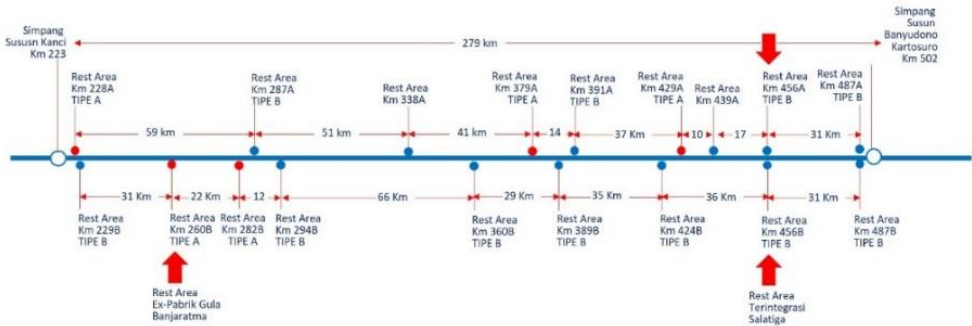 Simpang
Sususn Kanci
Km 223
279 km
Simpang
Susun
Banyudono
Kartosuro
Km 502
Rest Area
Km 228A
TIPE A
Rest Area
Km 287A
TIPE B
Rest Area
Km 338A
Rest Area
Km 379A
TIPE A
Rest Area
Km 391A
TIPE B
Rest Area
Km 429A
TIPE A
Rest Area
Km 439A
Rest Area
Km 456A
TIPE B
Rest Area
Km 487A
TIPE B
59 km
51 km
41 km
14
37 Km
10
17
31 Km
31 Km
22 Km
12
66 Km
29 Km
35 Km
36 Km
31 Km
Rest Area
Km 229B
TIPE B
Rest Area
Km 260B
TIPE A
Rest Area
Km 282B
TIPE A
Rest Area
Km 294B
TIPE B
Rest Area
Km 360B
TIPE B
Rest Area
Km 389B
TIPE B
Rest Area
Km 424B
TIPE B
Rest Area
Km 456B
TIPE B
Rest Area
Km 487B
TIPE B
Rest Area
Ex-Pabrik Gula
Banjaratma
Rest Area
Terintegrasi
Salatiga